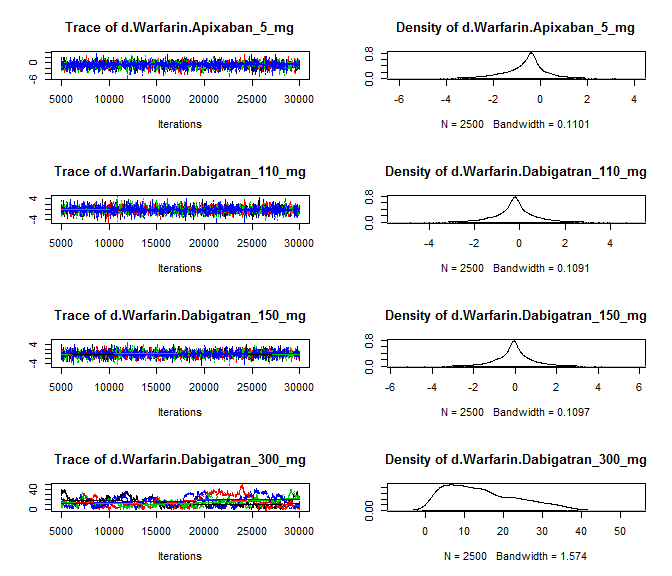 Trace of d.Warfarin.Apixaban_5_mg
-6 0
5000 10000 15000 20000 25000 30000
Iterations
Density of d.Warfarin.Apixaban_5_mg
0.0 0.8
-6 -4 -2 0 2 4
N = 2500 Bandwidth = 0.1101
Trace of d.Warfarin.Dabigatran_110_mg
-4 4
5000 10000 15000 20000 25000 30000
Iterations
Density of d.Warfarin.Dabigatran_110_mg
0.0 0.8
-4 -2 0 2 4
N = 2500 Bandwidth = 0.1091
Trace of d.Warfarin.Dabigatran_150_mg
-4 4
5000 10000 15000 20000 25000 30000
Iterations
Density of d.Warfarin.Dabigatran_150_mg
0.0 0.8
-6 -4 -2 0 2 4 6
N = 2500 Bandwidth = 0.1097
Trace of d.Warfarin.Dabigatran_300_mg
0 40
5000 10000 15000 20000 25000 30000
Iterations
Density of d.Warfarin.Dabigatran_300_mg
0.00
0 10 20 30 40 50
N = 2500 Bandwidth = 1.574